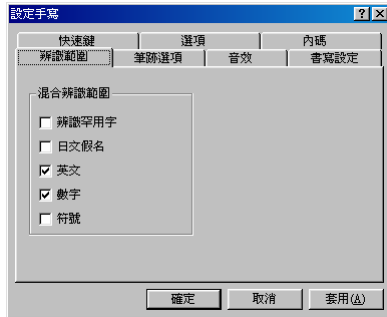 設定手寫
快速鍵 選項 內碼
辨識範圍 筆跡選項 音效 書寫設定
混合辨識範圍
辨識罕用字
日文假名
英文
數字
符號
確定 取消 套用(A)